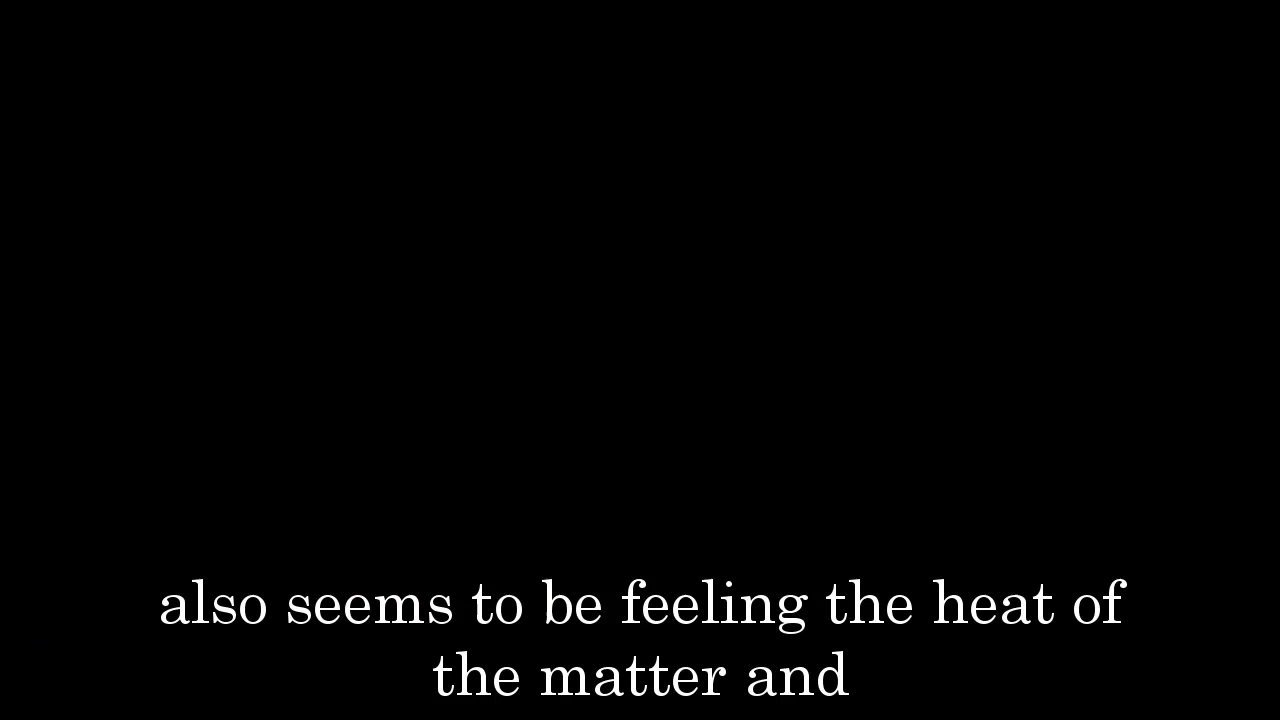 also seems to be feeling the heat of
the matter and